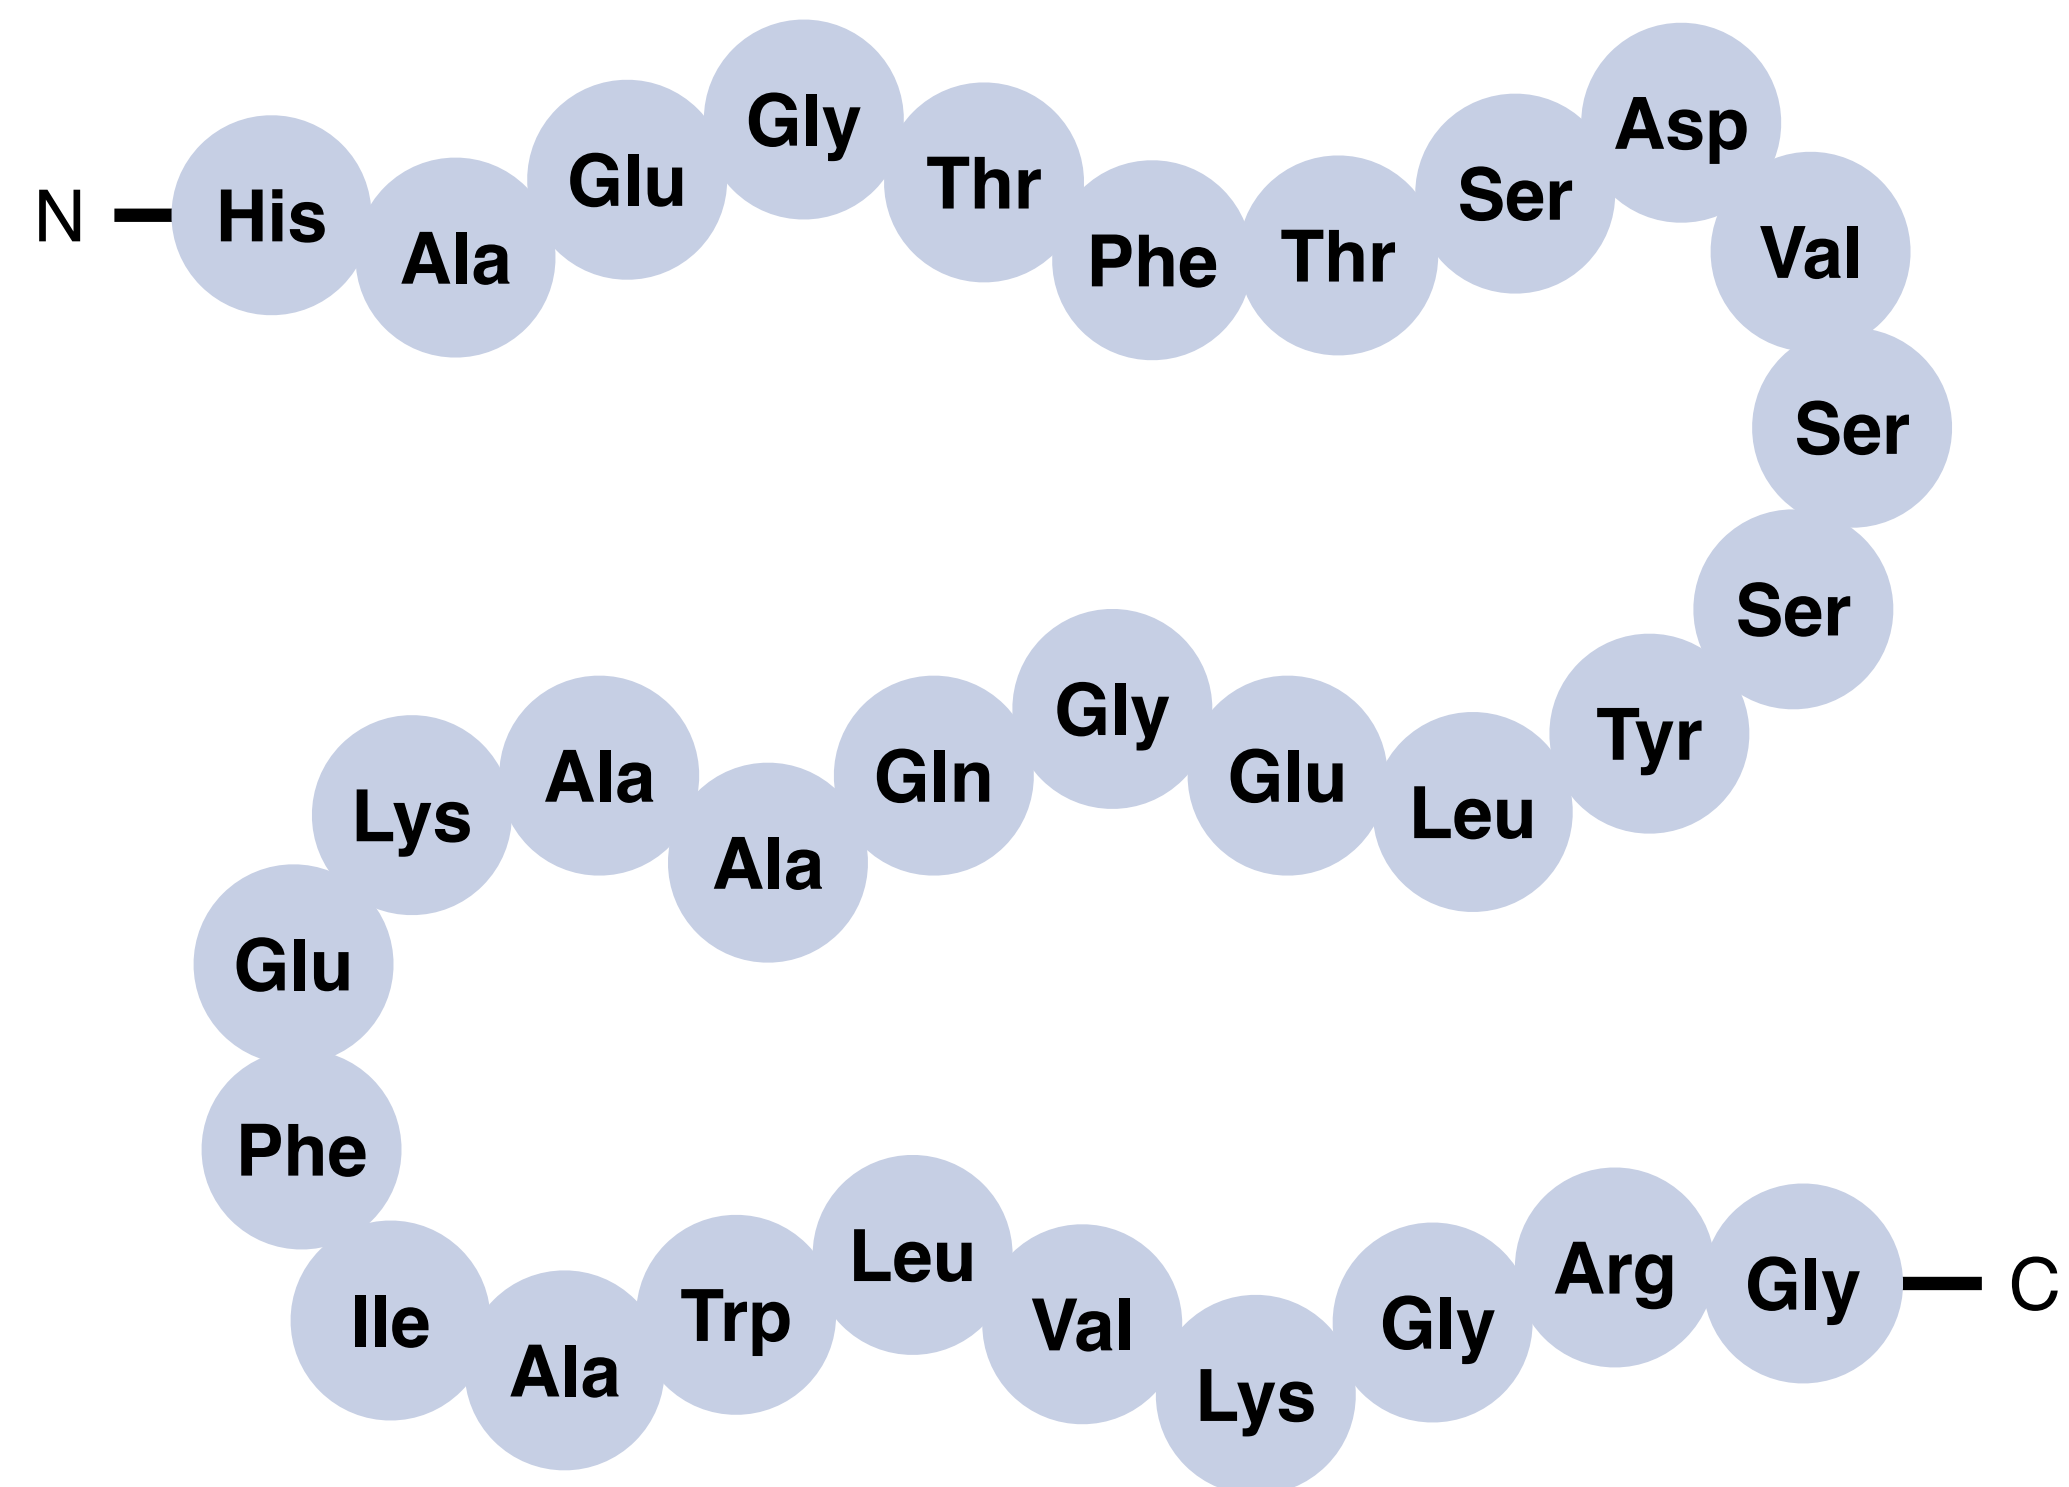 N His Ala Glu Gly Thr Phe Thr Ser Asp Val
Ser
Ser
Tyr Leu Glu Gly Gln Ala Ala Lys
Glu
Phe
Ile Ala Trp Leu Val Lys Gly Arg Gly C